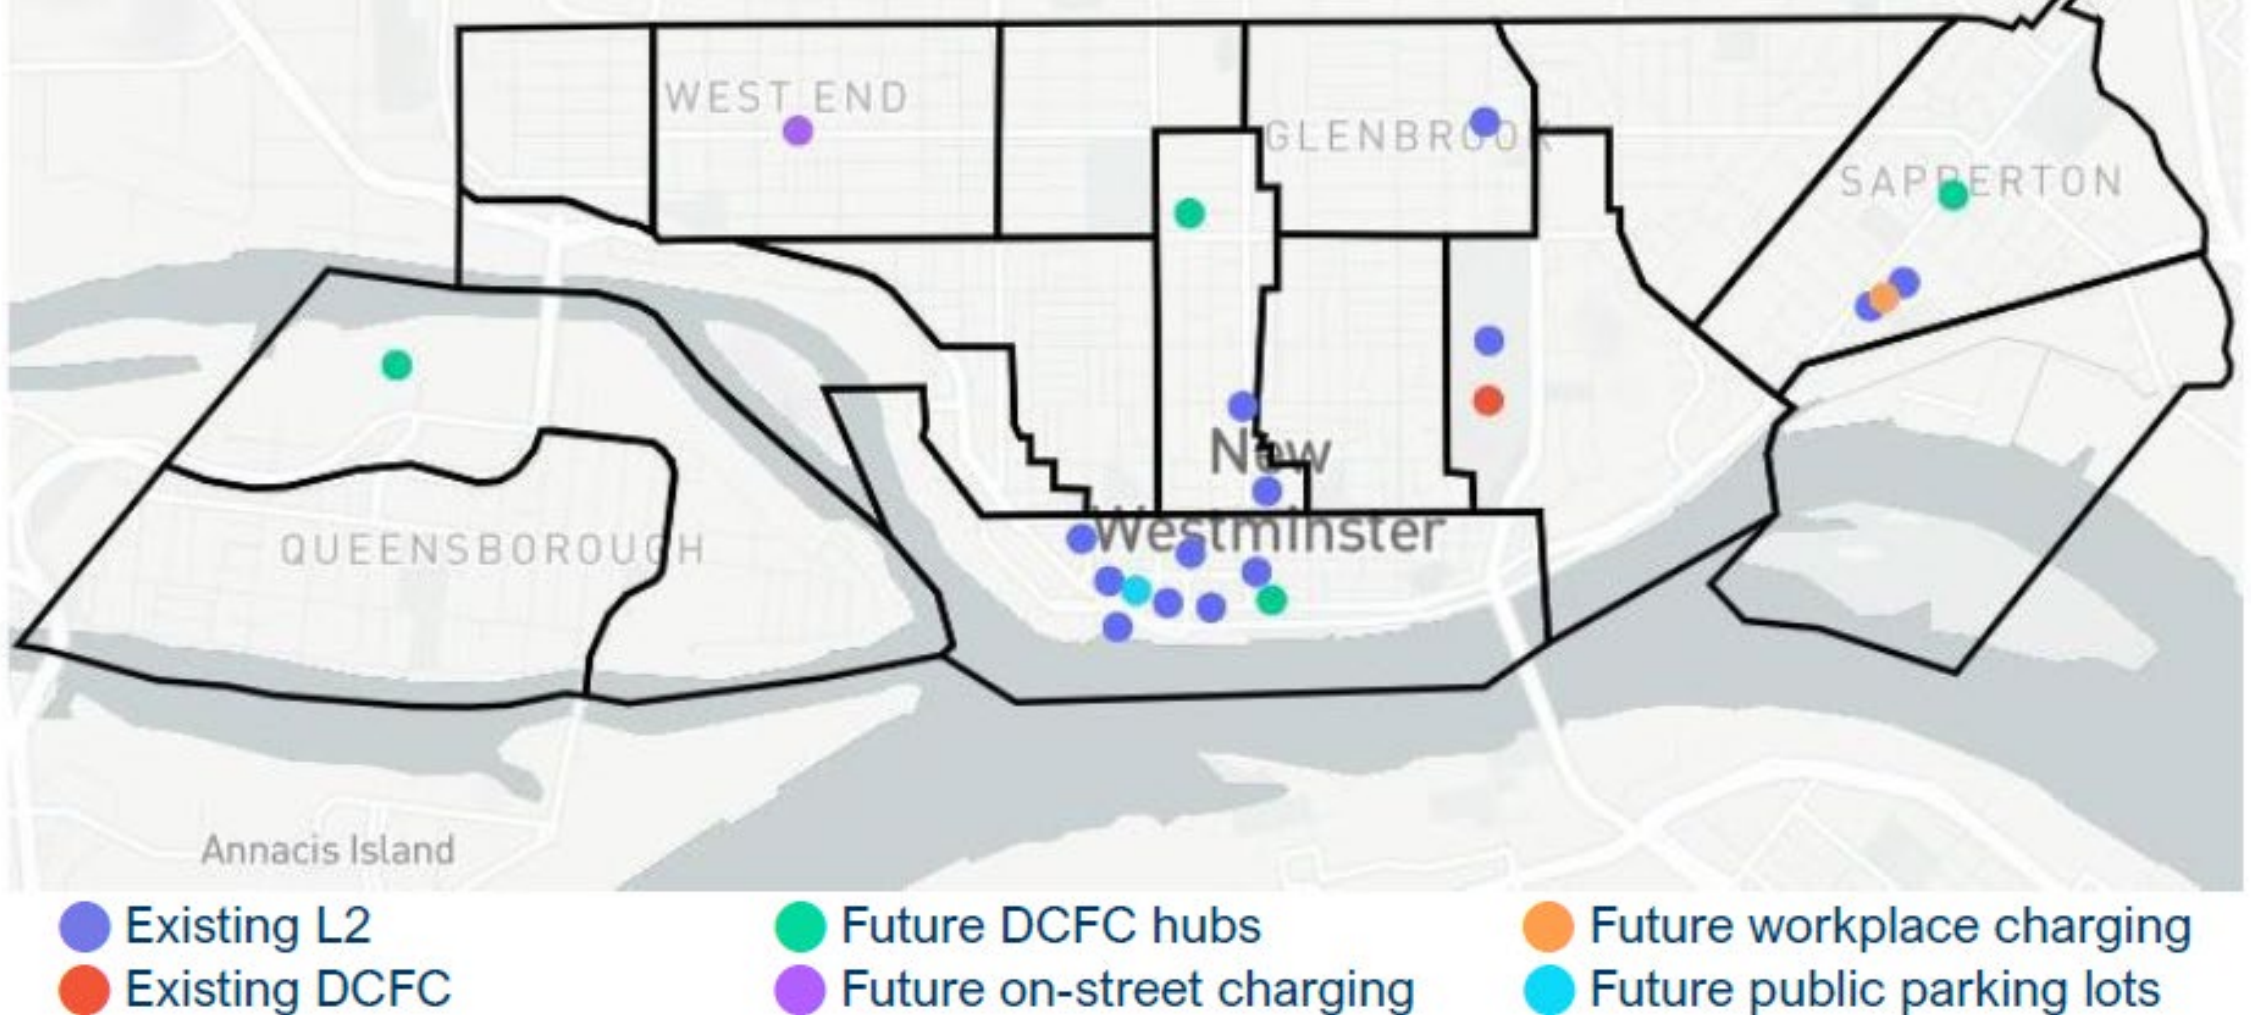 WEST END
GLENBROOK
SAPPERTON
New
Westminster
QUEENSBOROUGH
Annacis Island
Existing L2
Future DCFC hubs
Future workplace charging
Existing DCFC
Future on-street charging
Future public parking lots